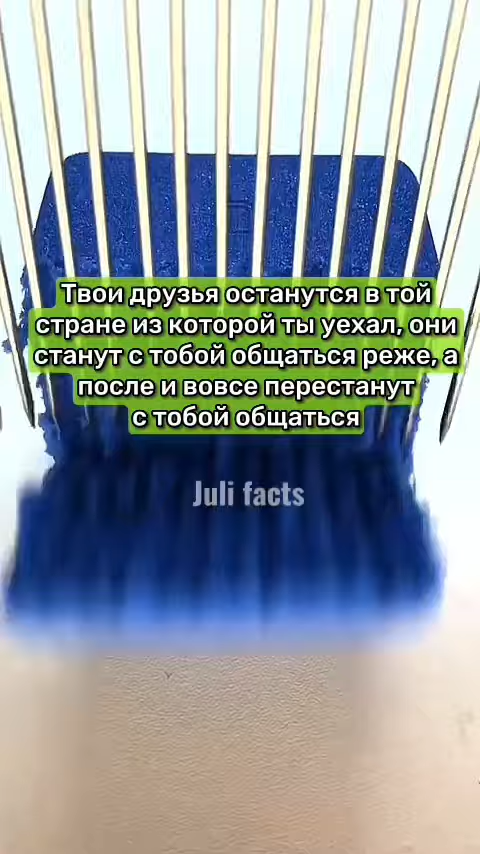 Твои друзья останутся в той
стране из которой ты уехал, они
станут с тобой общаться реже, а
после и вовсе перестанут
с тобой общаться
Juli facts